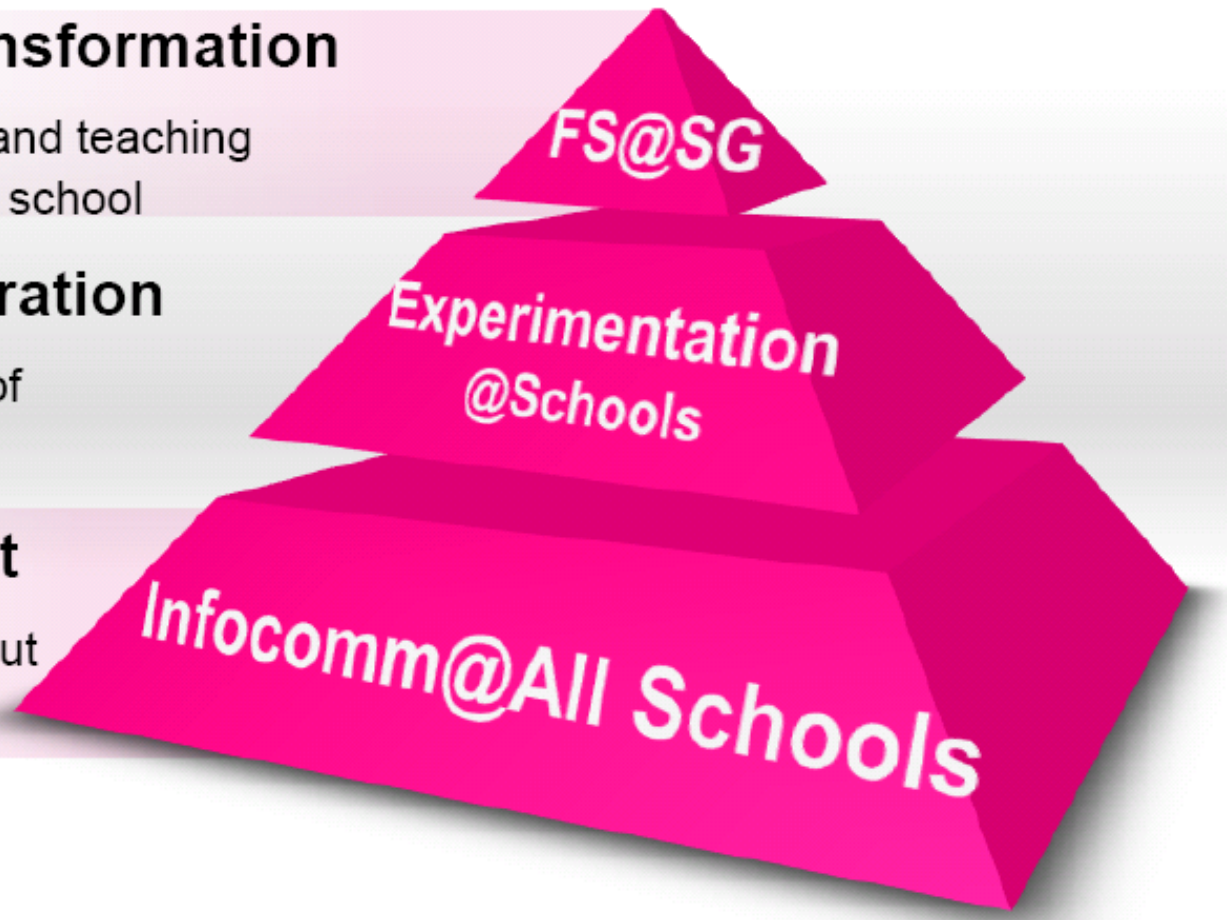 nsformation
and teaching
school
ration
of
t
ut
FS@SG
Experimentation
@Schools
Infocomm@All Schools